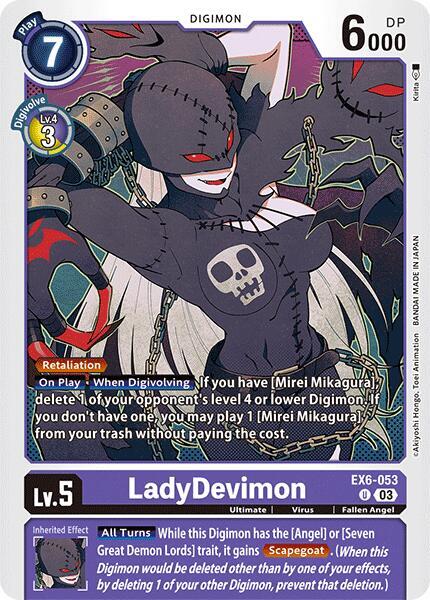 Play
7
DIGIMON
6000
DP
Digivolve
Lv.4
3
Kirita
©Akiyoshi Hongo, Toei Animation BANDAI MADE IN JAPAN
Retaliation
On Play When Digivolving If you have [Mirei Mikagura],
delete 1 of your opponent's level 4 or lower Digimon. If
you don't have one, you may play 1 [Mirei Mikagura]
from your trash without paying the cost.
Lv.5
LadyDevimon
EX6-053
U 03
Ultimate | Virus | Fallen Angel
Inherited Effect
All Turns While this Digimon has the [Angel] or [Seven
Great Demon Lords] trait, it gains Scapegoat. (When this
Digimon would be deleted other than by one of your effects,
by deleting 1 of your other Digimon, prevent that deletion.)